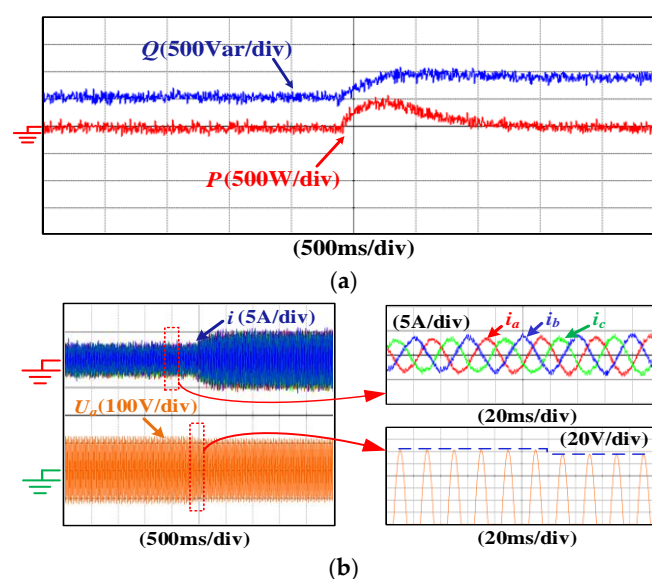 Q(500Var/div)
P(500W/div)
(500ms/div)
(a)
i(5A/div)
Ua(100V/div)
(500ms/div)
(5A/div) ia ib ic
(20ms/div)
(20V/div)
(20ms/div)
(b)